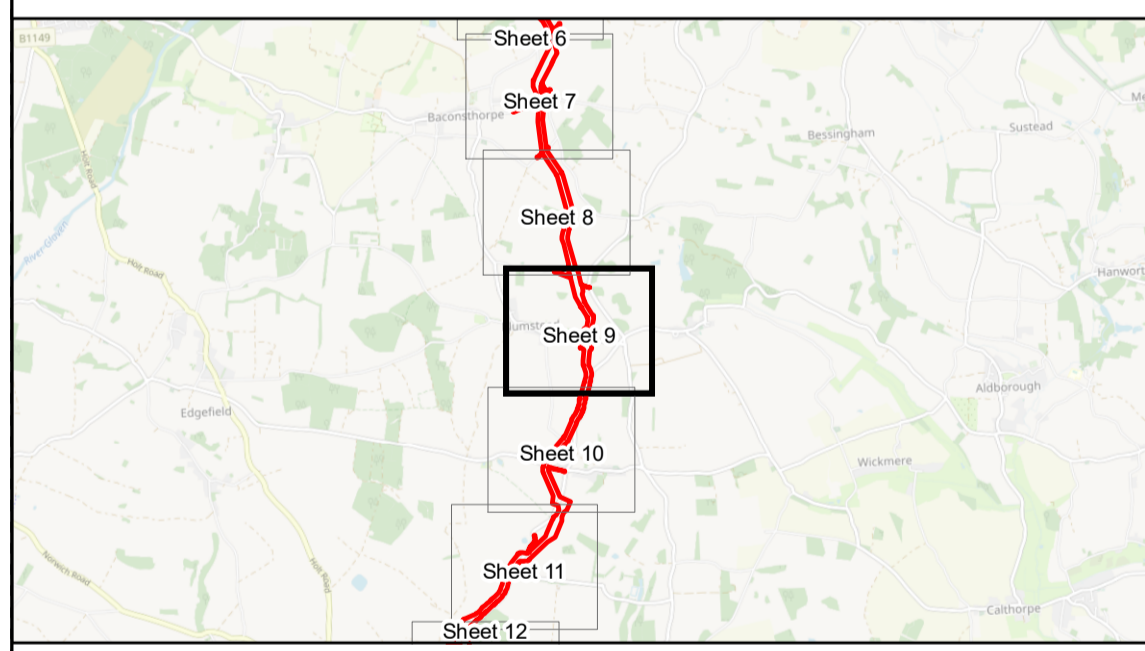 B1149
Sheet 6
Sheet 7
Baconsthorpe
Bessingham
Sustead
Holt Road
Sheet 8
River Glaven
Holt Road
Hanwort
Sheet 9
Aldborough
Edgefield
Sheet 10
Wickmere
Norwich Road
Holt Road
Sheet 11
Calthorpe
Sheet 12